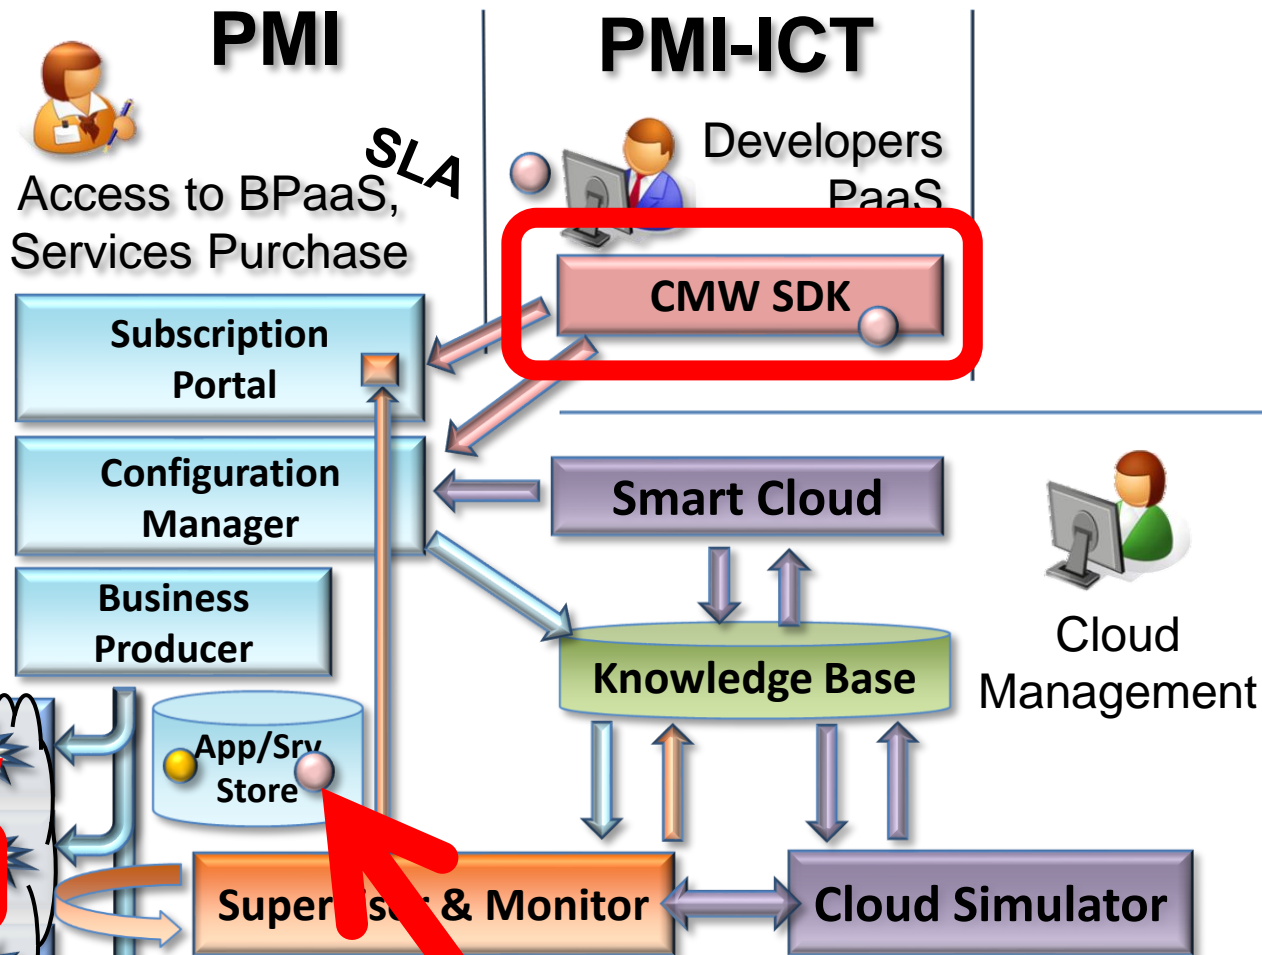 PMI
PMI-ICT
SLA
Developers
PaaS
Access to BPaaS,
Services Purchase
CMW SDK
Subscription
Portal
Configuration
Manager
Smart Cloud
Business
Producer
Knowledge Base
Cloud
Management
App/Srv
Store
Supervisor & Monitor
Cloud Simulator